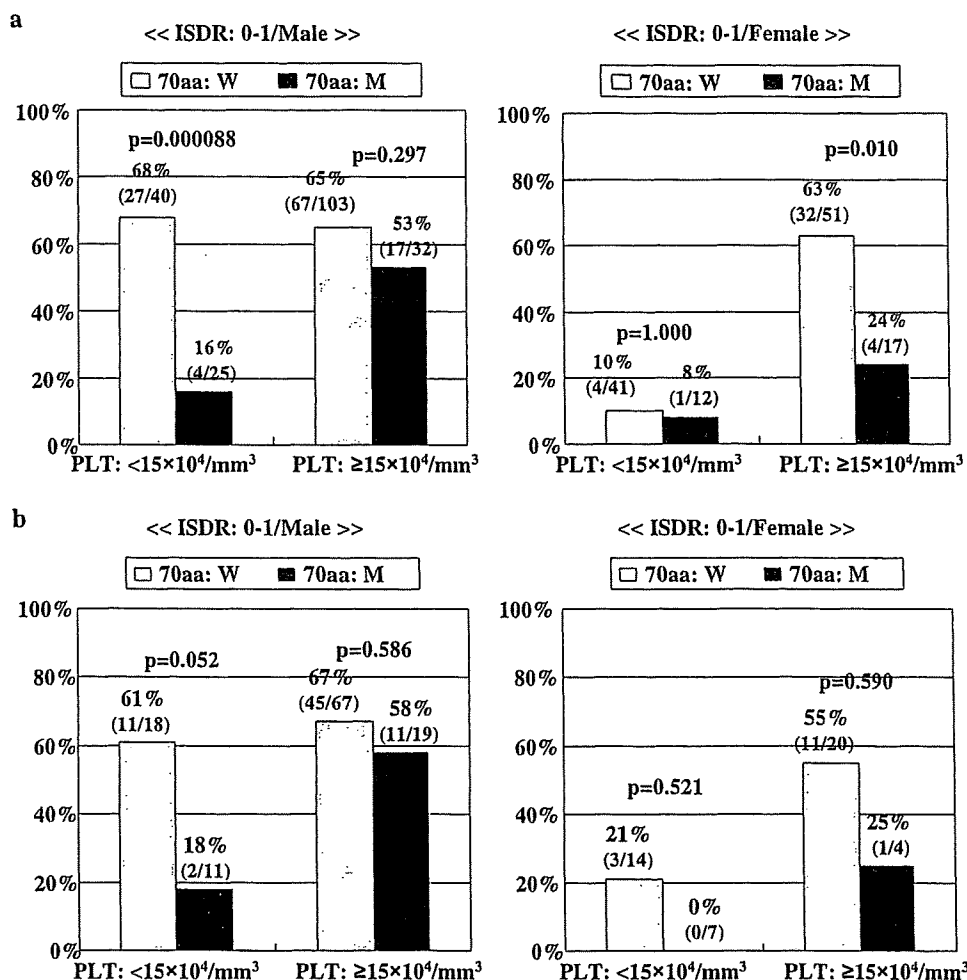 a
<< ISDR: 0-1/Male >>
70aa: W 70aa: M
100%
80%
60%
40%
20%
0%
p=0.000088
68%
(27/40)
16%
(4/25)
p=0.297
65%
(67/103)
53%
(17/32)
PLT: <15×10⁴/mm³ PLT: ≥15×10⁴/mm³
<< ISDR: 0-1/Female >>
70aa: W 70aa: M
100%
80%
60%
40%
20%
0%
p=1.000
10%
(4/41)
8%
(1/12)
p=0.010
63%
(32/51)
24%
(4/17)
PLT: <15×10⁴/mm³ PLT: ≥15×10⁴/mm³
b
<< ISDR: 0-1/Male >>
70aa: W 70aa: M
100%
80%
60%
40%
20%
0%
p=0.052
61%
(11/18)
18%
(2/11)
p=0.586
67%
(45/67)
58%
(11/19)
PLT: <15×10⁴/mm³ PLT: ≥15×10⁴/mm³
<< ISDR: 0-1/Female >>
70aa: W 70aa: M
100%
80%
60%
40%
20%
0%
p=0.521
21%
(3/14)
0%
(0/7)
p=0.590
55%
(11/20)
25%
(1/4)
PLT: <15×10⁴/mm³ PLT: ≥15×10⁴/mm³